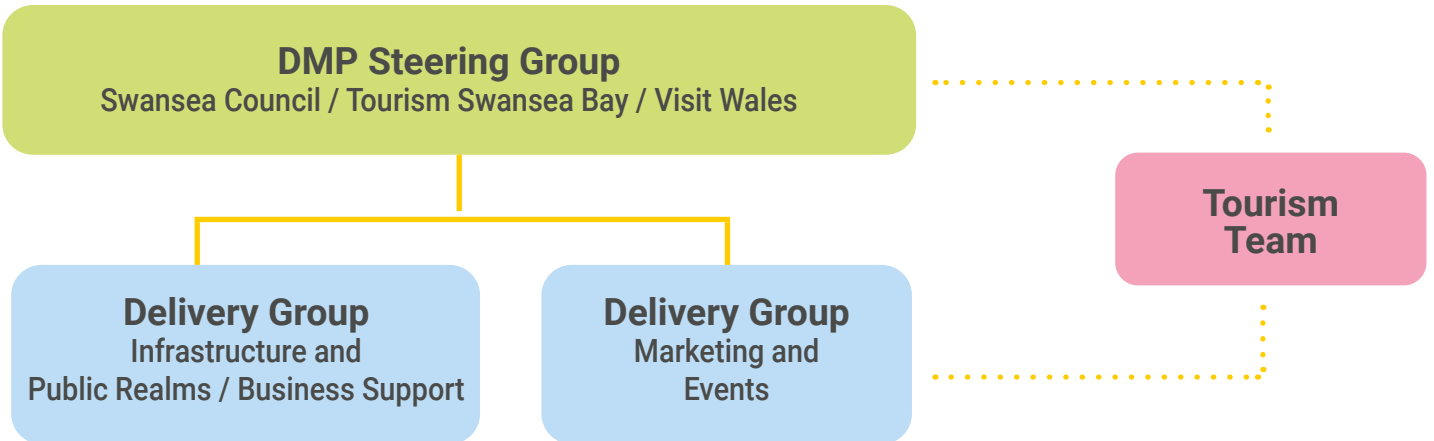 DMP Steering Group
Swansea Council / Tourism Swansea Bay / Visit Wales
Tourism
Team
Delivery Group
Infrastructure and
Public Realms / Business Support
Delivery Group
Marketing and
Events